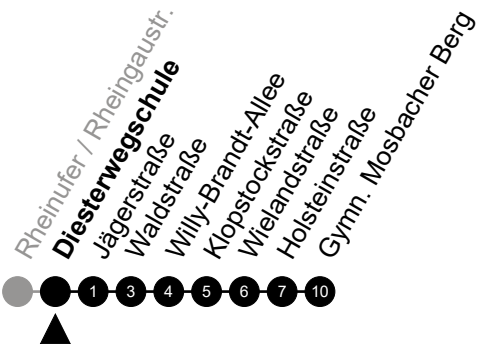 Rheinufer / Rheingaustr.
Diesterwegschule
Jägerstraße
Waldstraße
Willy-Brandt-Allee
Klopstockstraße
Wielandstraße
Holsteinstraße
Gymn. Mosbacher Berg
1 3 4 5 6 7 10